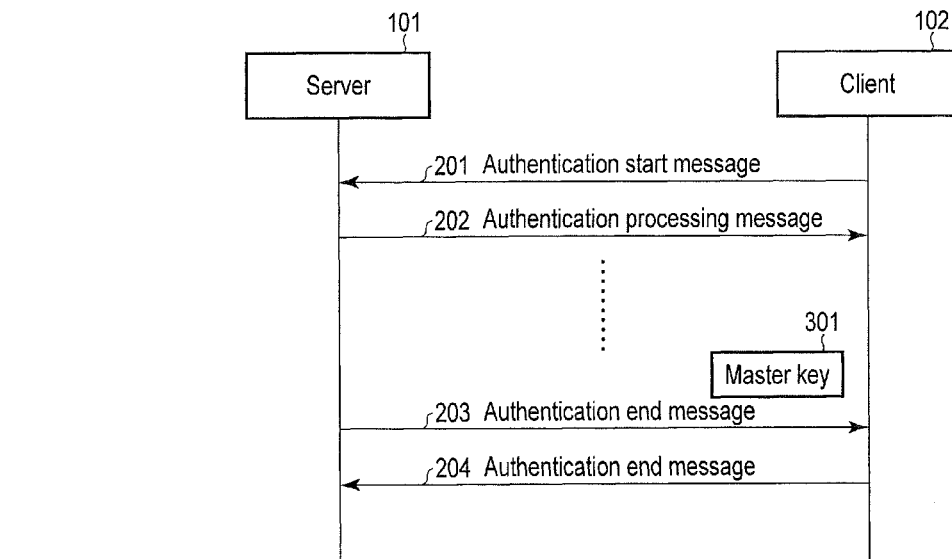 101
102
Server
Client
201 Authentication start message
202 Authentication processing message
301
Master key
203 Authentication end message
204 Authentication end message